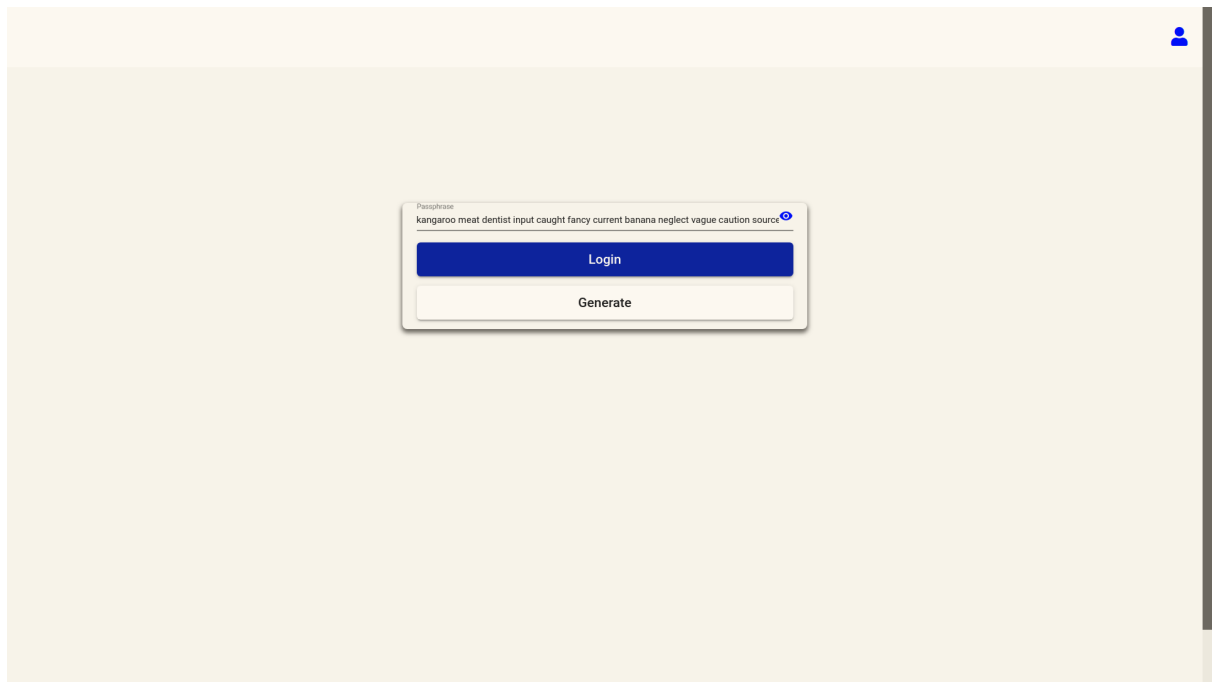 Passphrase
kangaroo meat dentist input caught fancy current banana neglect vague caution source
Login
Generate